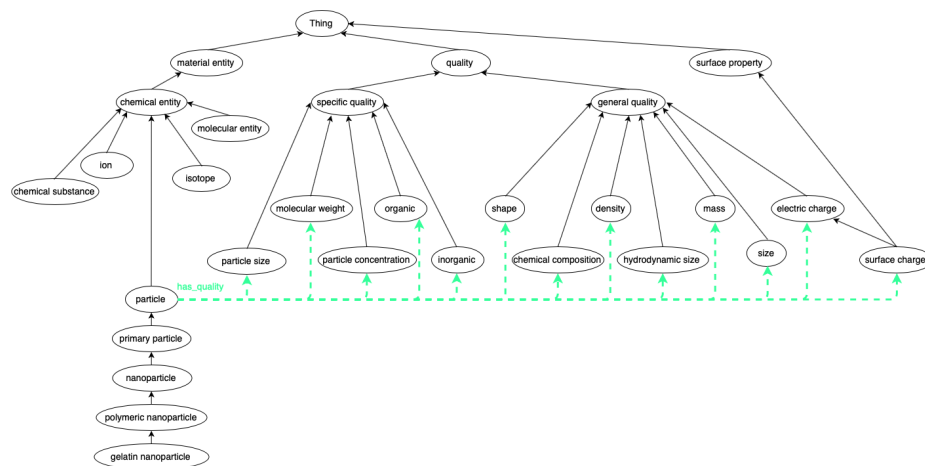 Thing
material entity
quality
surface property
chemical entity
specific quality
general quality
molecular entity
ion
isotope
chemical substance
molecular weight
organic
shape
density
mass
electric charge
particle size
particle concentration
inorganic
chemical composition
hydrodynamic size
size
surface charge
has_quality
particle
primary particle
nanoparticle
polymeric nanoparticle
gelatin nanoparticle